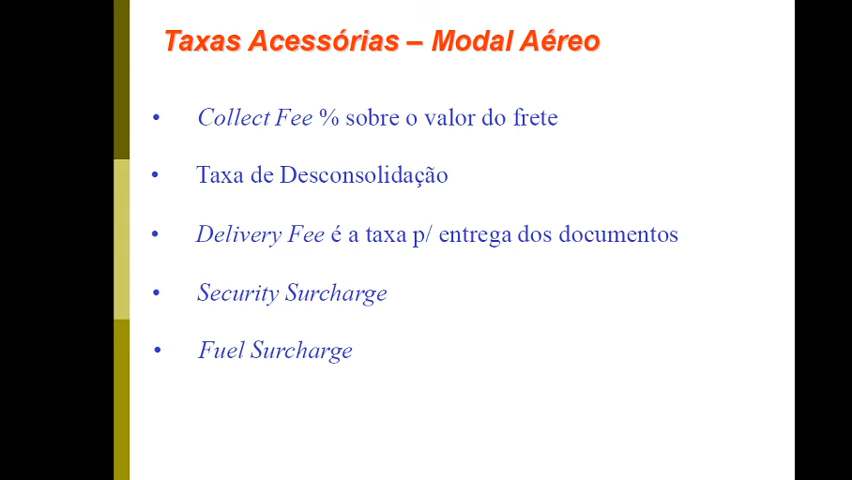 Taxas Acessórias – Modal Aéreo
• Collect Fee % sobre o valor do frete
• Taxa de Desconsolidação
• Delivery Fee é a taxa p/ entrega dos documentos
• Security Surcharge
• Fuel Surcharge